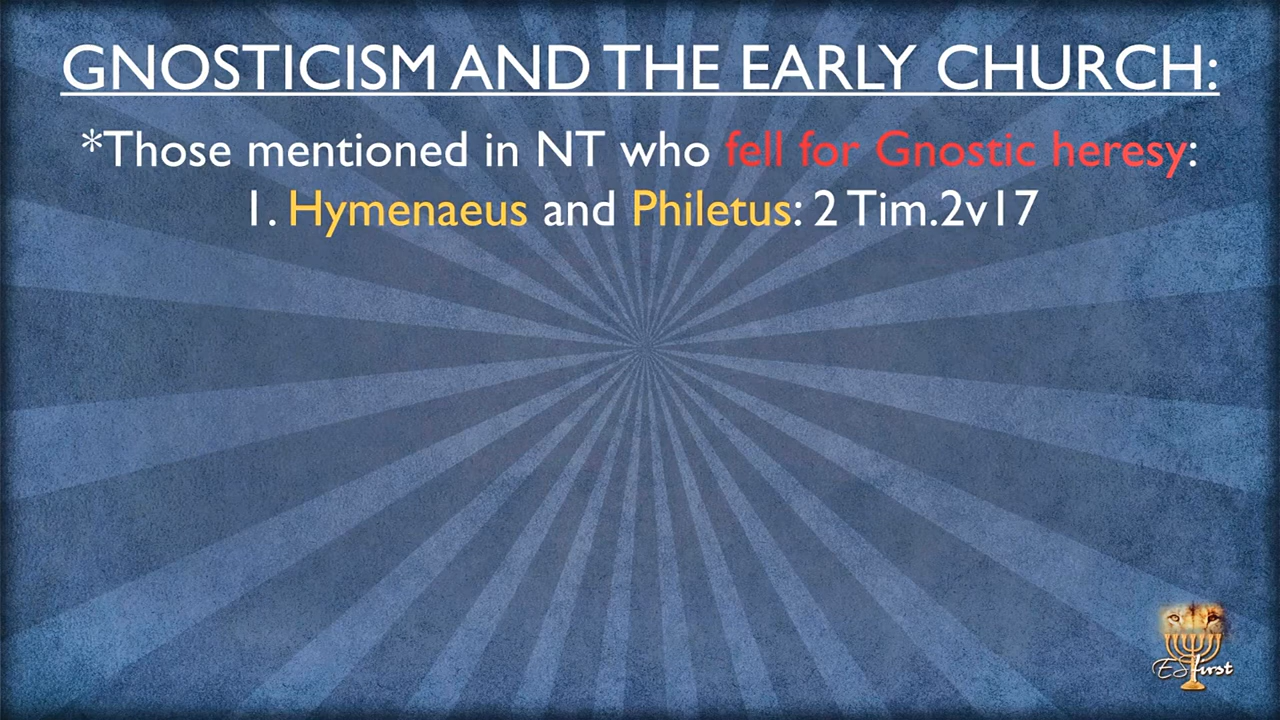 GNOSTICISM AND THE EARLY CHURCH:
*Those mentioned in NT who fell for Gnostic heresy:
1. Hymenaeus and Philetus: 2 Tim.2v17
ESfirst